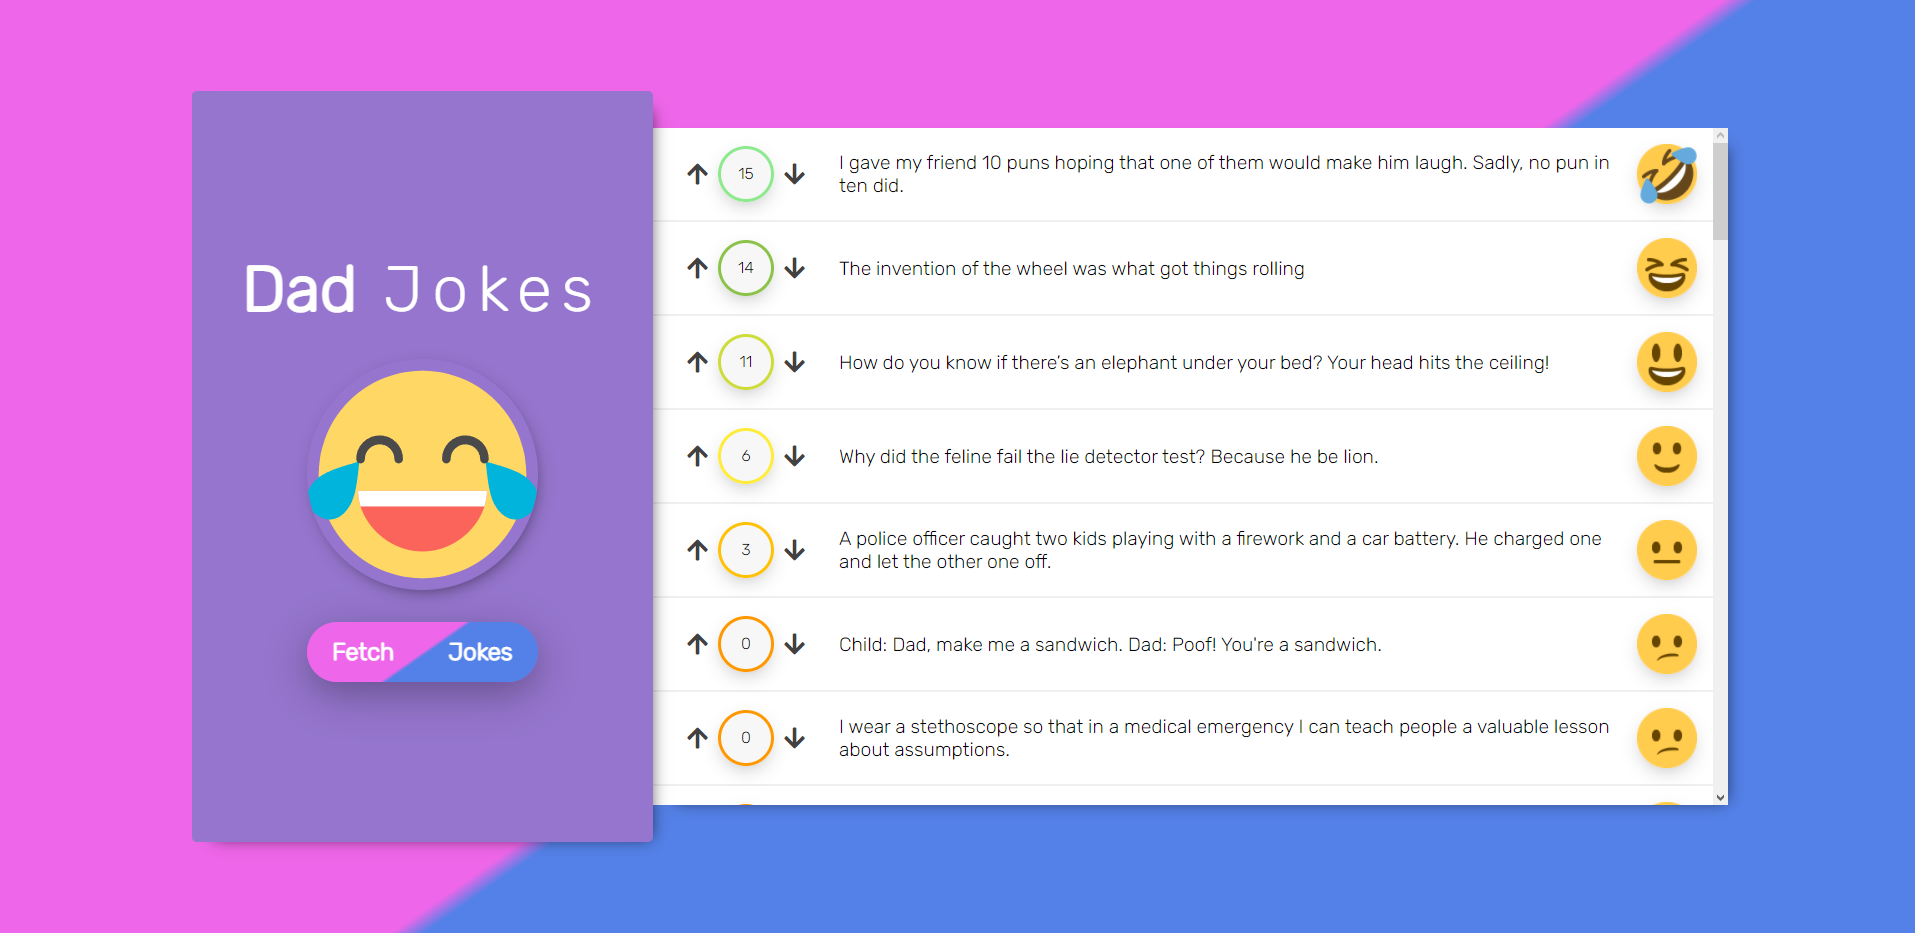 Dad Jokes
Fetch Jokes
15
I gave my friend 10 puns hoping that one of them would make him laugh. Sadly, no pun in
ten did.
14
The invention of the wheel was what got things rolling
11
How do you know if there's an elephant under your bed? Your head hits the ceiling!
6
Why did the feline fail the lie detector test? Because he be lion.
3
A police officer caught two kids playing with a firework and a car battery. He charged one
and let the other one off.
0
Child: Dad, make me a sandwich. Dad: Poof! You're a sandwich.
0
I wear a stethoscope so that in a medical emergency I can teach people a valuable lesson
about assumptions.